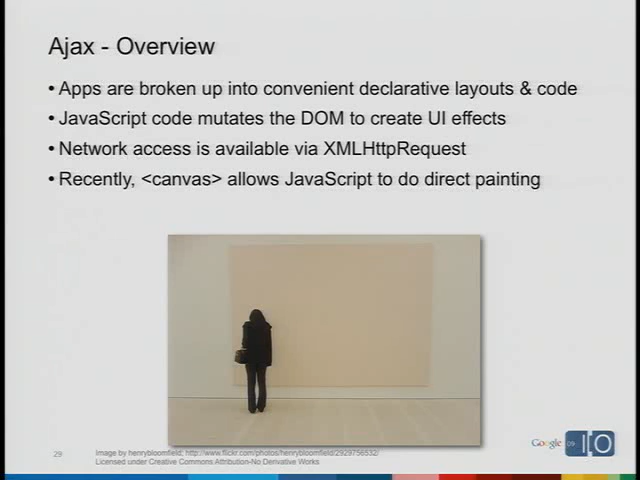 Ajax - Overview
• Apps are broken up into convenient declarative layouts & code
• JavaScript code mutates the DOM to create UI effects
• Network access is available via XMLHttpRequest
• Recently, <canvas> allows JavaScript to do direct painting
Google IO
29
Image by henrybloomfield; http://www.flickr.com/photos/henrybloomfield/2929756532/
Licensed under Creative Commons Attribution-No Derivative Works